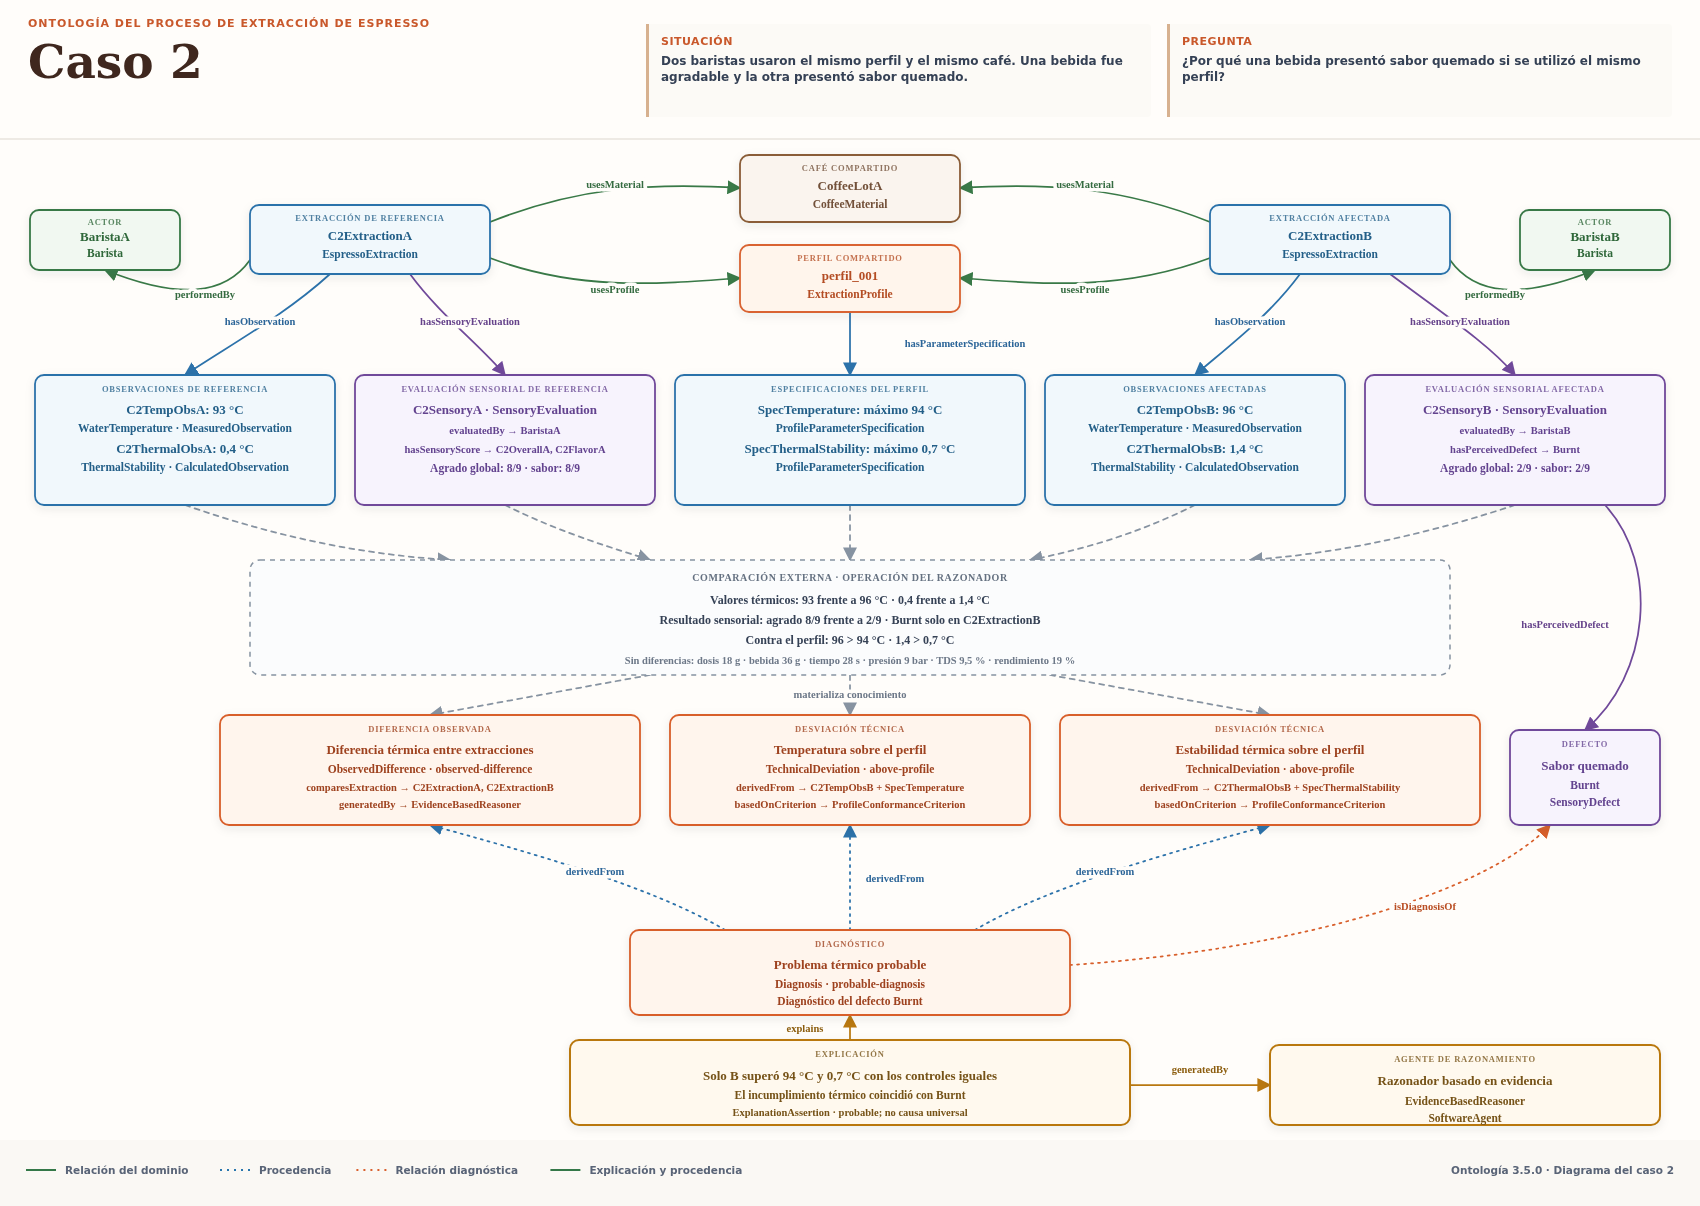 ONTOLOGÍA DEL PROCESO DE EXTRACCIÓN DE ESPRESSO
Caso 2
SITUACIÓN
Dos baristas usaron el mismo perfil y el mismo café. Una bebida fue
agradable y la otra presentó sabor quemado.
PREGUNTA
¿Por qué una bebida presentó sabor quemado si se utilizó el mismo
perfil?
ACTOR
BaristaA
Barista
performedBy
EXTRACCIÓN DE REFERENCIA
C2ExtractionA
EspressoExtraction
usesMaterial
usesProfile
CAFÉ COMPARTIDO
CoffeeLotA
CoffeeMaterial
PERFIL COMPARTIDO
perfil_001
ExtractionProfile
usesMaterial
usesProfile
EXTRACCIÓN AFECTADA
C2ExtractionB
EspressoExtraction
ACTOR
BaristaB
Barista
performedBy
hasObservation
hasSensoryEvaluation
hasParameterSpecification
hasObservation
hasSensoryEvaluation
OBSERVACIONES DE REFERENCIA
C2TempObsA: 93 °C
WaterTemperature · MeasuredObservation
C2ThermalObsA: 0,4 °C
ThermalStability · CalculatedObservation
EVALUACIÓN SENSORIAL DE REFERENCIA
C2SensoryA · SensoryEvaluation
evaluatedBy → BaristaA
hasSensoryScore → C2OverallA, C2FlavorA
Agrado global: 8/9 · sabor: 8/9
ESPECIFICACIONES DEL PERFIL
SpecTemperature: máximo 94 °C
ProfileParameterSpecification
SpecThermalStability: máximo 0,7 °C
ProfileParameterSpecification
OBSERVACIONES AFECTADAS
C2TempObsB: 96 °C
WaterTemperature · MeasuredObservation
C2ThermalObsB: 1,4 °C
ThermalStability · CalculatedObservation
EVALUACIÓN SENSORIAL AFECTADA
C2SensoryB · SensoryEvaluation
evaluatedBy → BaristaB
hasPerceivedDefect → Burnt
Agrado global: 2/9 · sabor: 2/9
COMPARACIÓN EXTERNA · OPERACIÓN DEL RAZONADOR
Valores térmicos: 93 frente a 96 °C · 0,4 frente a 1,4 °C
Resultado sensorial: agrado 8/9 frente a 2/9 · Burnt solo en C2ExtractionB
Contra el perfil: 96 > 94 °C · 1,4 > 0,7 °C
Sin diferencias: dosis 18 g · bebida 36 g · tiempo 28 s · presión 9 bar · TDS 9,5 % · rendimiento 19 %
hasPerceivedDefect
materializa conocimiento
DIFERENCIA OBSERVADA
Diferencia térmica entre extracciones
ObservedDifference · observed-difference
comparesExtraction → C2ExtractionA, C2ExtractionB
generatedBy → EvidenceBasedReasoner
DESVIACIÓN TÉCNICA
Temperatura sobre el perfil
TechnicalDeviation · above-profile
derivedFrom → C2TempObsB + SpecTemperature
basedOnCriterion → ProfileConformanceCriterion
DESVIACIÓN TÉCNICA
Estabilidad térmica sobre el perfil
TechnicalDeviation · above-profile
derivedFrom → C2ThermalObsB + SpecThermalStability
basedOnCriterion → ProfileConformanceCriterion
DEFECTO
Sabor quemado
Burnt
SensoryDefect
derivedFrom
derivedFrom
derivedFrom
isDiagnosisOf
DIAGNÓSTICO
Problema térmico probable
Diagnosis · probable-diagnosis
Diagnóstico del defecto Burnt
explains
EXPLICACIÓN
Solo B superó 94 °C y 0,7 °C con los controles iguales
El incumplimiento térmico coincidió con Burnt
ExplanationAssertion · probable; no causa universal
generatedBy
AGENTE DE RAZONAMIENTO
Razonador basado en evidencia
EvidenceBasedReasoner
SoftwareAgent
Relación del dominio
Procedencia
Relación diagnóstica
Explicación y procedencia
Ontología 3.5.0 · Diagrama del caso 2